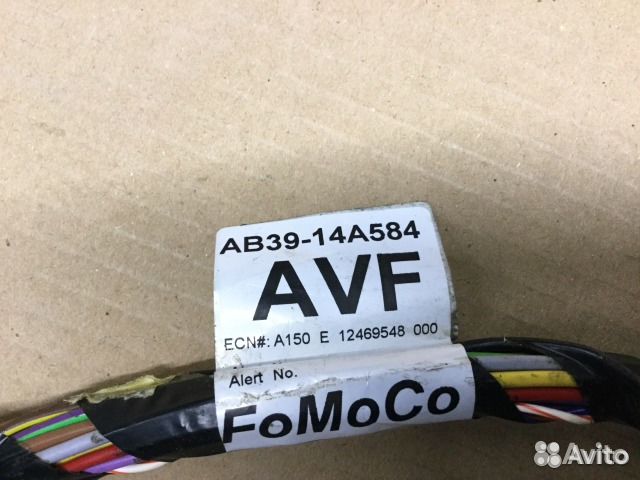 AB39-14A584
AVF
ECN#: A150 E 12469548 000
Alert No.
FoMoCo
Avito